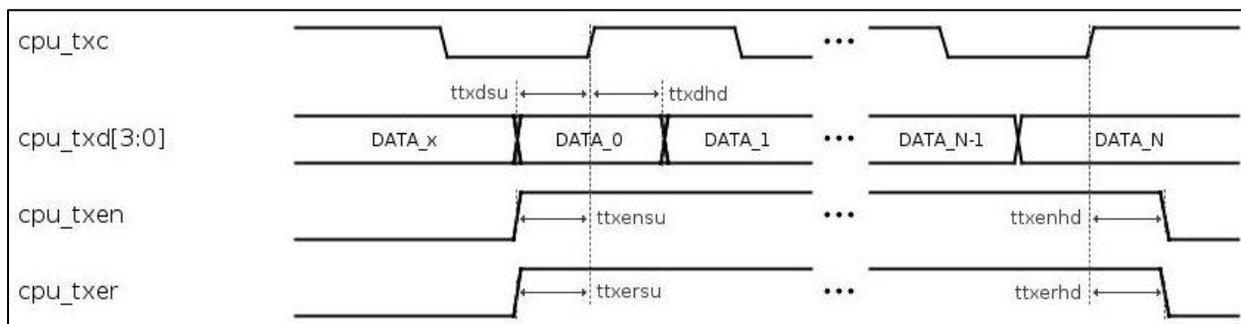 cpu_txc
•••
ttxdsu ttxdhd
cpu_txd[3:0] DATA_x DATA_0 DATA_1 ••• DATA_N-1 DATA_N
cpu_txen ttxensu ••• ttxenhd
cpu_txer ttxersu ••• ttxerhd